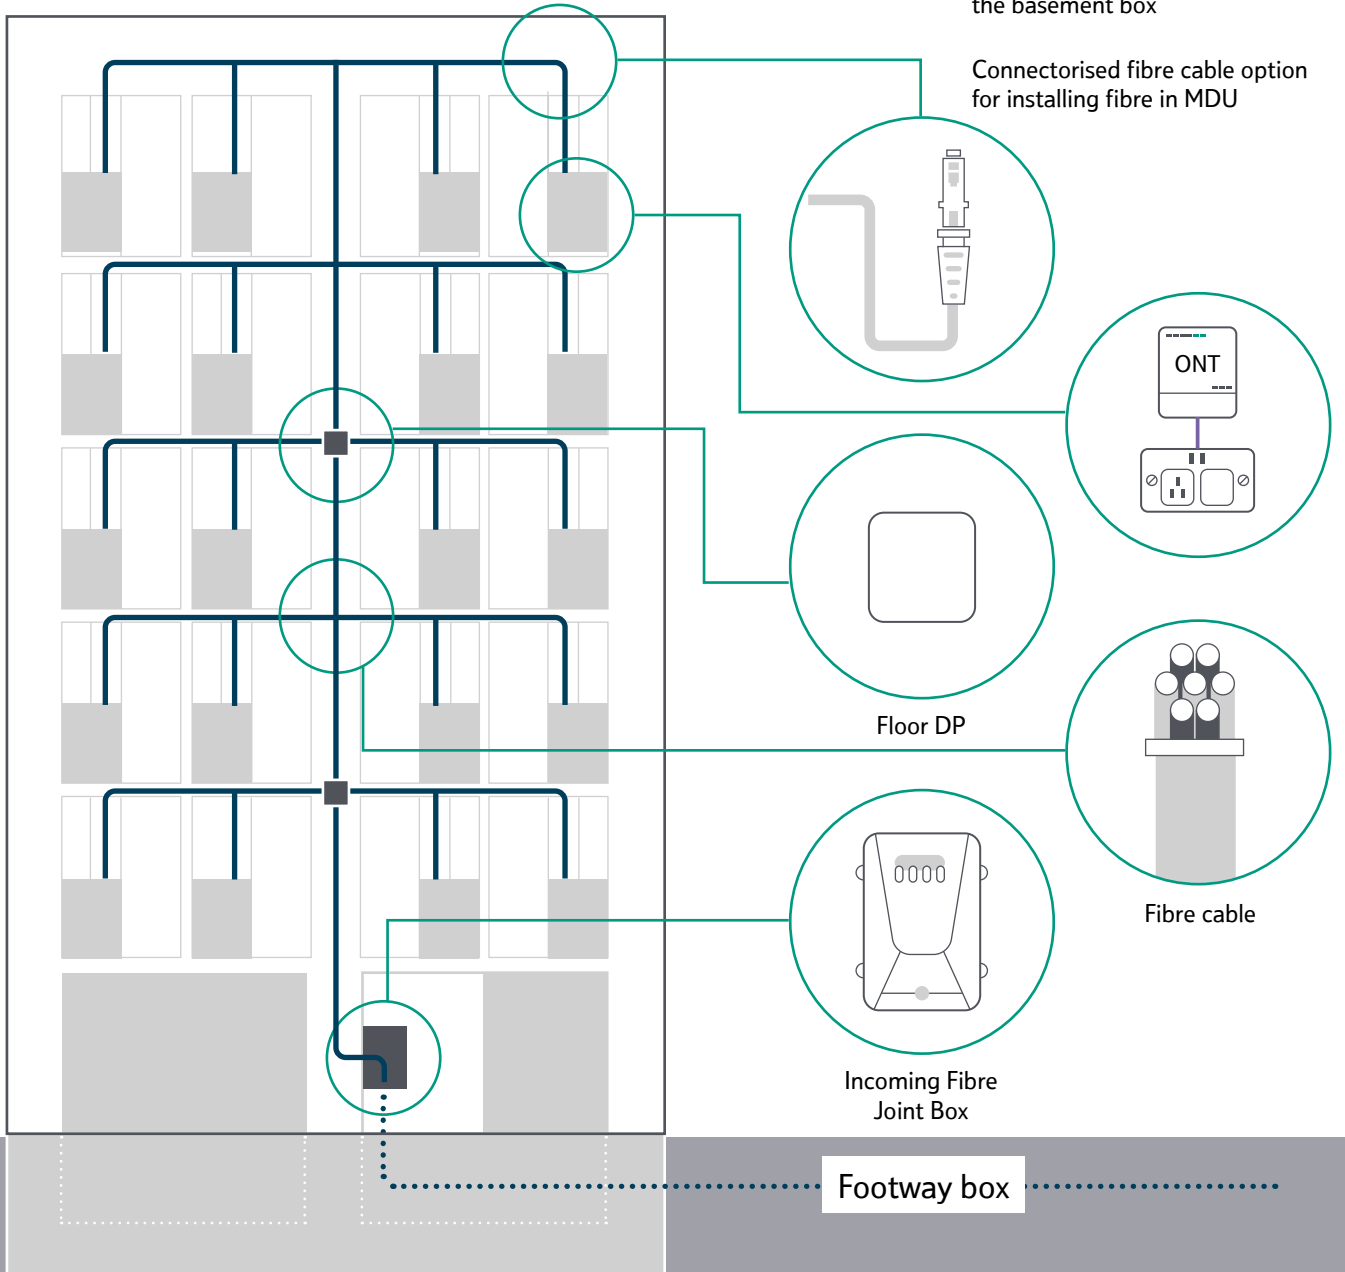 the basement box
Connectorised fibre cable option
for installing fibre in MDU
ONT
Floor DP
Fibre cable
Incoming Fibre
Joint Box
Footway box